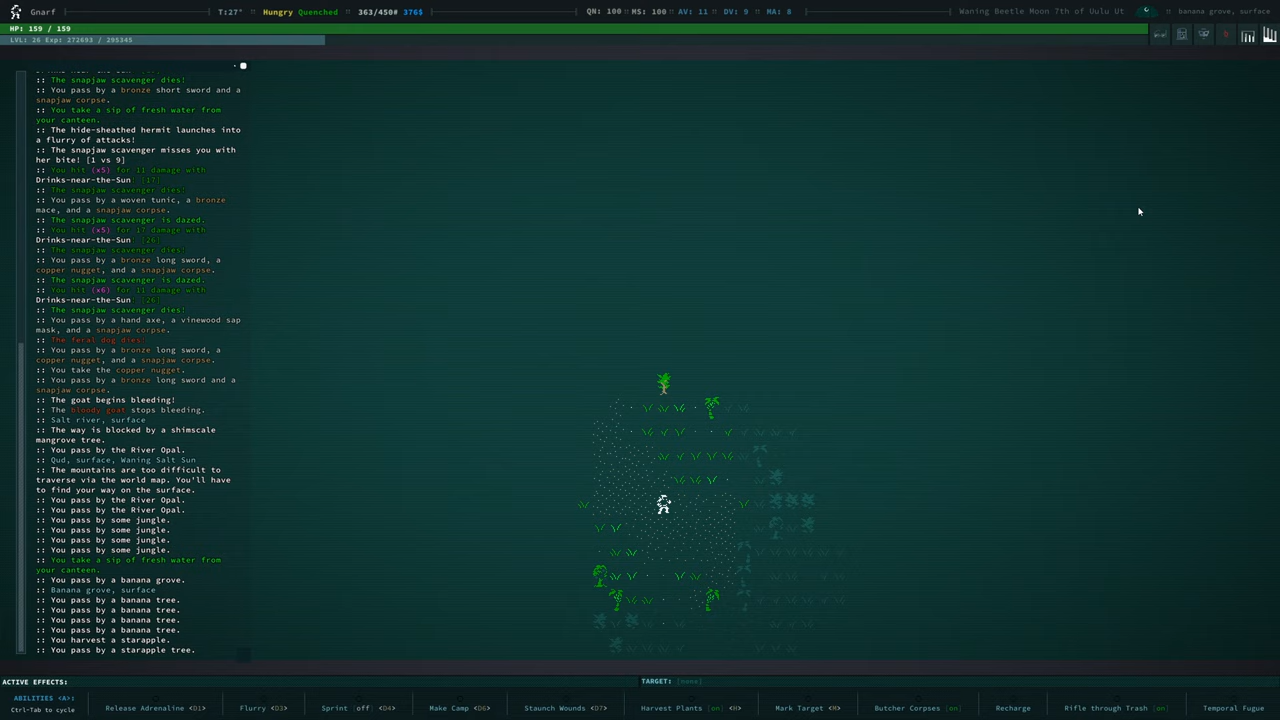 Gnarf T:27° Hungry Quenched 363/450# 376$ QN: 100 MS: 100 AV: 11 DV: 9 MA: 8 Waning Beetle Moon 7th of Uulu Ut banana grove, surface
HP: 159 / 159
LVL: 26 Exp: 272693 / 295345
:: The snapjaw scavenger dies!
:: You pass by a bronze short sword and a
snapjaw corpse.
:: You take a sip of fresh water from
your canteen.
:: The hide-sheathed hermit launches into
a flurry of attacks!
:: The snapjaw scavenger misses you with
her bite! [1 vs 9]
:: You hit (x5) for 11 damage with
Drinks-near-the-Sun! [17]
:: The snapjaw scavenger dies!
:: You pass by a woven tunic, a bronze
mace, and a snapjaw corpse.
:: The snapjaw scavenger is dazed.
:: You hit (x5) for 17 damage with
Drinks-near-the-Sun! [26]
:: The snapjaw scavenger dies!
:: You pass by a bronze long sword, a
copper nugget, and a snapjaw corpse.
:: The snapjaw scavenger is dazed.
:: You hit (x6) for 11 damage with
Drinks-near-the-Sun! [26]
:: The snapjaw scavenger dies!
:: You pass by a hand axe, a vinewood sap
mask, and a snapjaw corpse.
:: The feral dog dies!
:: You pass by a bronze long sword, a
copper nugget, and a snapjaw corpse.
:: You take the copper nugget.
:: You pass by a bronze long sword and a
snapjaw corpse.
:: The goat begins bleeding!
:: The bloody goat stops bleeding.
:: Salt river, surface
:: The way is blocked by a shimscale
mangrove tree.
:: You pass by the River Opal.
:: Qud, surface, Waning Salt Sun
:: The mountains are too difficult to
traverse via the world map. You'll have
to find your way on the surface.
:: You pass by the River Opal.
:: You pass by the River Opal.
:: You pass by some jungle.
:: You pass by some jungle.
:: You pass by some jungle.
:: You pass by some jungle.
:: You take a sip of fresh water from
your canteen.
:: You pass by a banana grove.
:: Banana grove, surface
:: You pass by a banana tree.
:: You pass by a banana tree.
:: You pass by a banana tree.
:: You pass by a banana tree.
:: You harvest a starapple.
:: You pass by a starapple tree.
ACTIVE EFFECTS: TARGET: [none]
ABILITIES <A>:
Ctrl-Tab to cycle
Release Adrenaline <D1> Flurry <D3> Sprint [off] <D4> Make Camp <D6> Staunch Wounds <D7> Harvest Plants [on] <H> Mark Target <M> Butcher Corpses [on] Recharge Rifle through Trash [on] Temporal Fugue